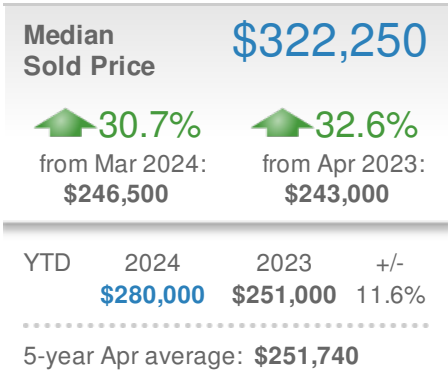 Median $322,250
Sold Price
30.7% 32.6%
from Mar 2024: from Apr 2023:
$246,500 $243,000
YTD 2024 2023 +/-
$280,000 $251,000 11.6%
5-year Apr average: $251,740